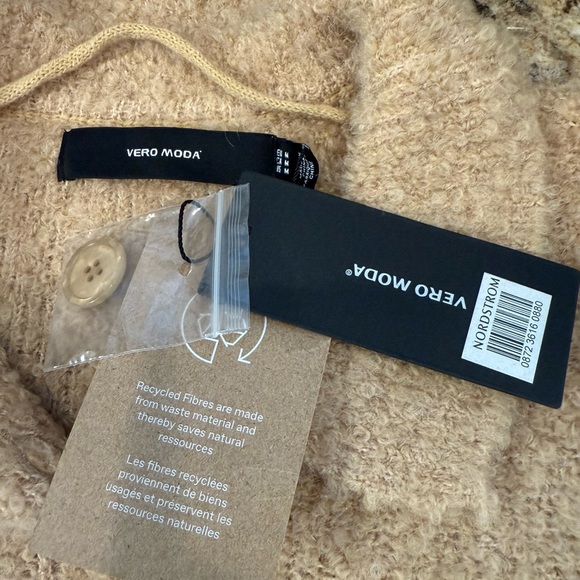 VERO MODA
VERO MODA®
NORDSTROM
0872 3616 0880
Recycled Fibres are made
from waste material and
thereby saves natural
ressources
Les fibres recyclées
proviennent de biens
usagés et préservent les
ressources naturelles